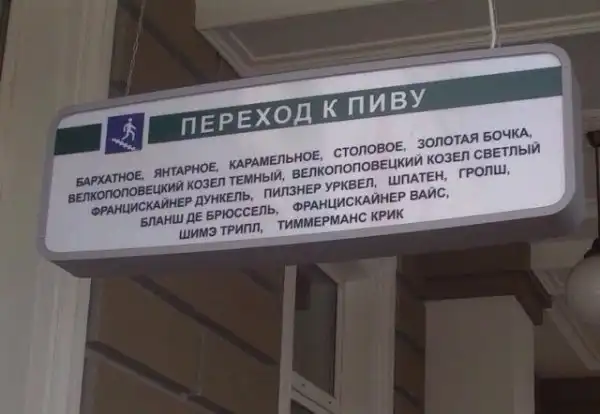 ПЕРЕХОД К ПИВУ
БАРХАТНОЕ, ЯНТАРНОЕ, КАРАМЕЛЬНОЕ, СТОЛОВОЕ, ЗОЛОТАЯ БОЧКА,
ВЕЛКОПОПОВЕЦКИЙ КОЗЕЛ ТЕМНЫЙ, ВЕЛКОПОПОВЕЦКИЙ КОЗЕЛ СВЕТЛЫЙ
ФРАНЦИСКАЙНЕР ДУНКЕЛЬ, ПИЛЗНЕР УРКВЕЛ, ШПАТЕН, ГРОЛШ,
БЛАНШ ДЕ БРЮССЕЛЬ, ФРАНЦИСКАЙНЕР ВАЙС,
ШИМЭ ТРИПЛ, ТИММЕРМАНС КРИК